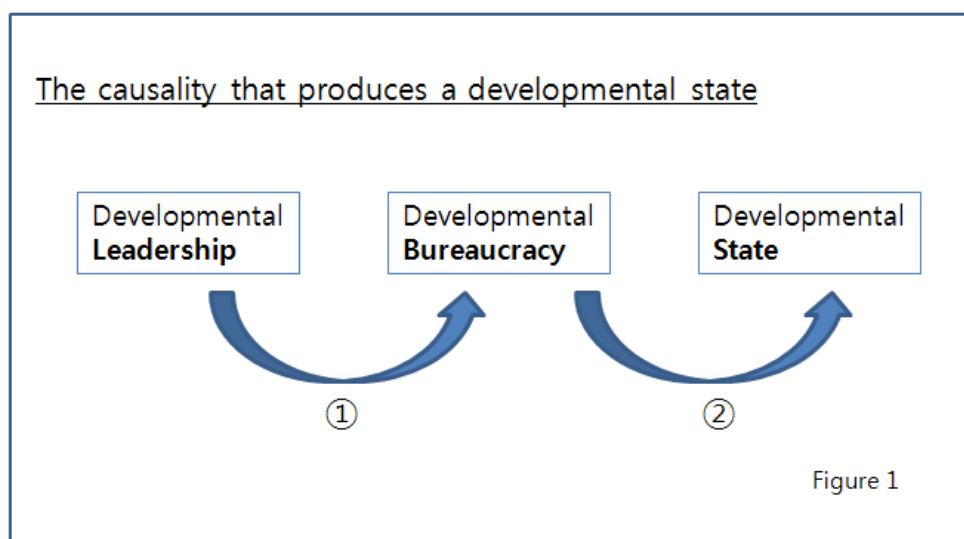 The causality that produces a developmental state
Developmental
Leadership
Developmental
Bureaucracy
Developmental
State
①
②
Figure 1